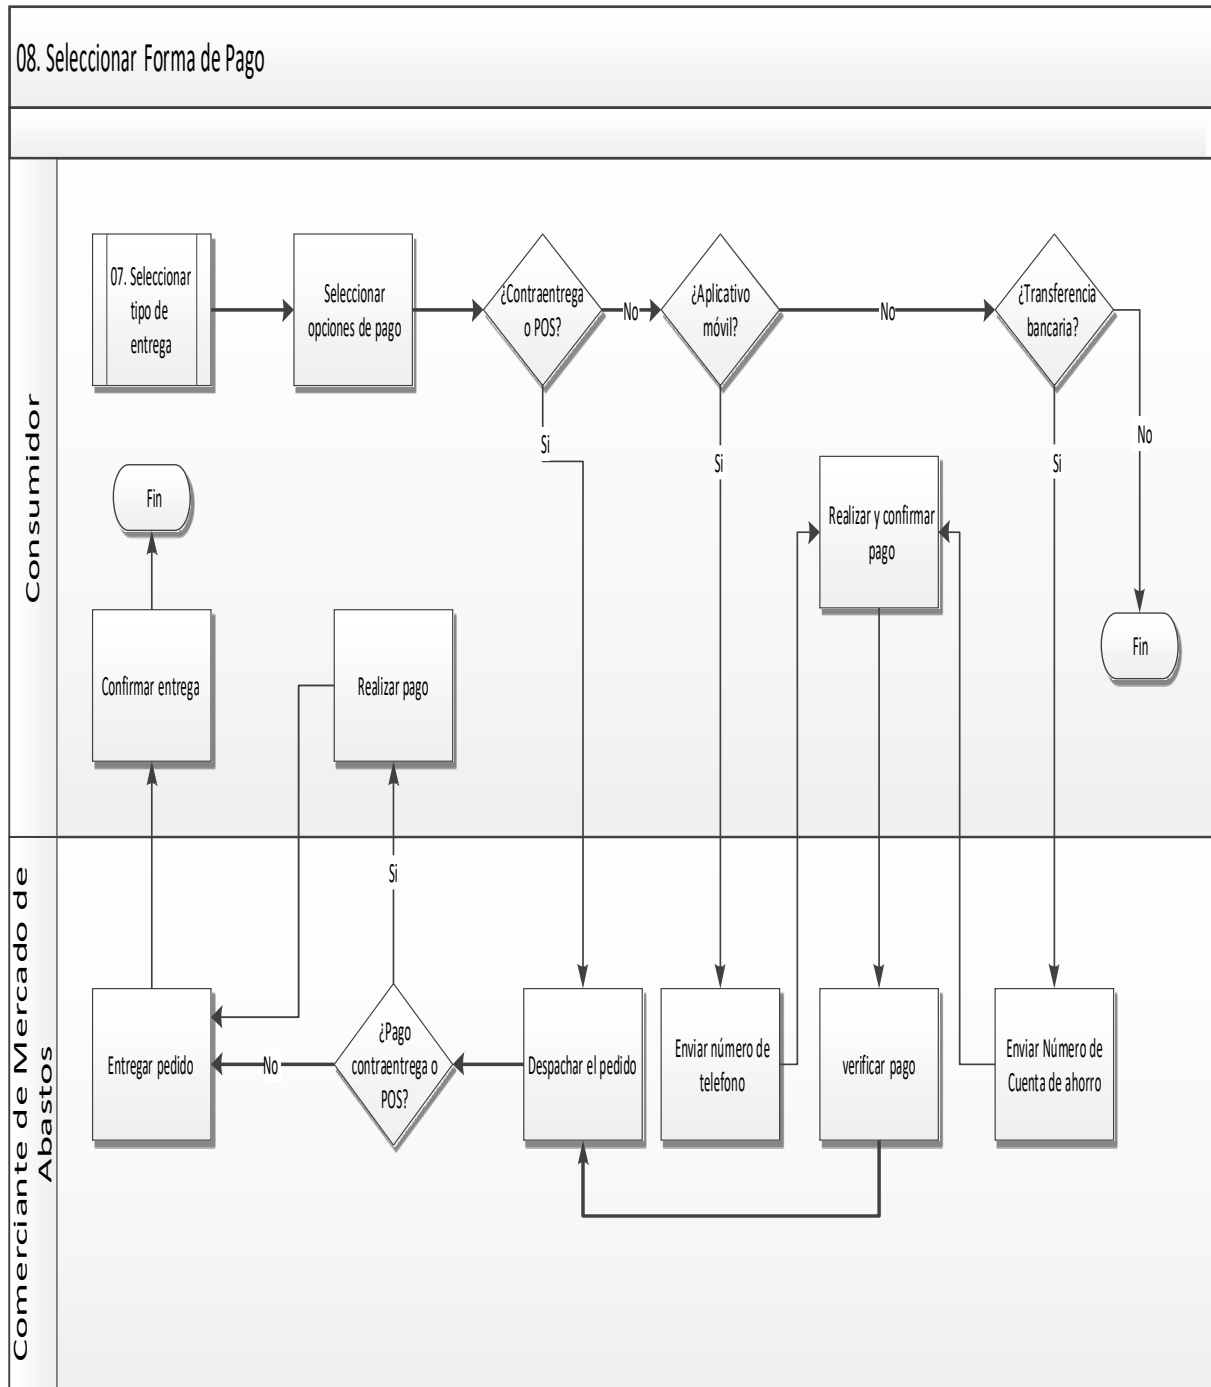 08. Seleccionar Forma de Pago
Consumidor
07. Seleccionar
tipo de
entrega
Seleccionar
opciones de pago
¿Contraentrega
o POS?
No
¿Aplicativo
móvil?
No
¿Transferencia
bancaria?
Si
Si
Si
No
Fin
Realizar y confirmar
pago
Fin
Confirmar entrega
Realizar pago
Comerciante de Mercado de
Abastos
Si
Entregar pedido
No
¿Pago
contraentrega o
POS?
Despachar el pedido
Enviar número de
telefono
verificar pago
Enviar Número de
Cuenta de ahorro